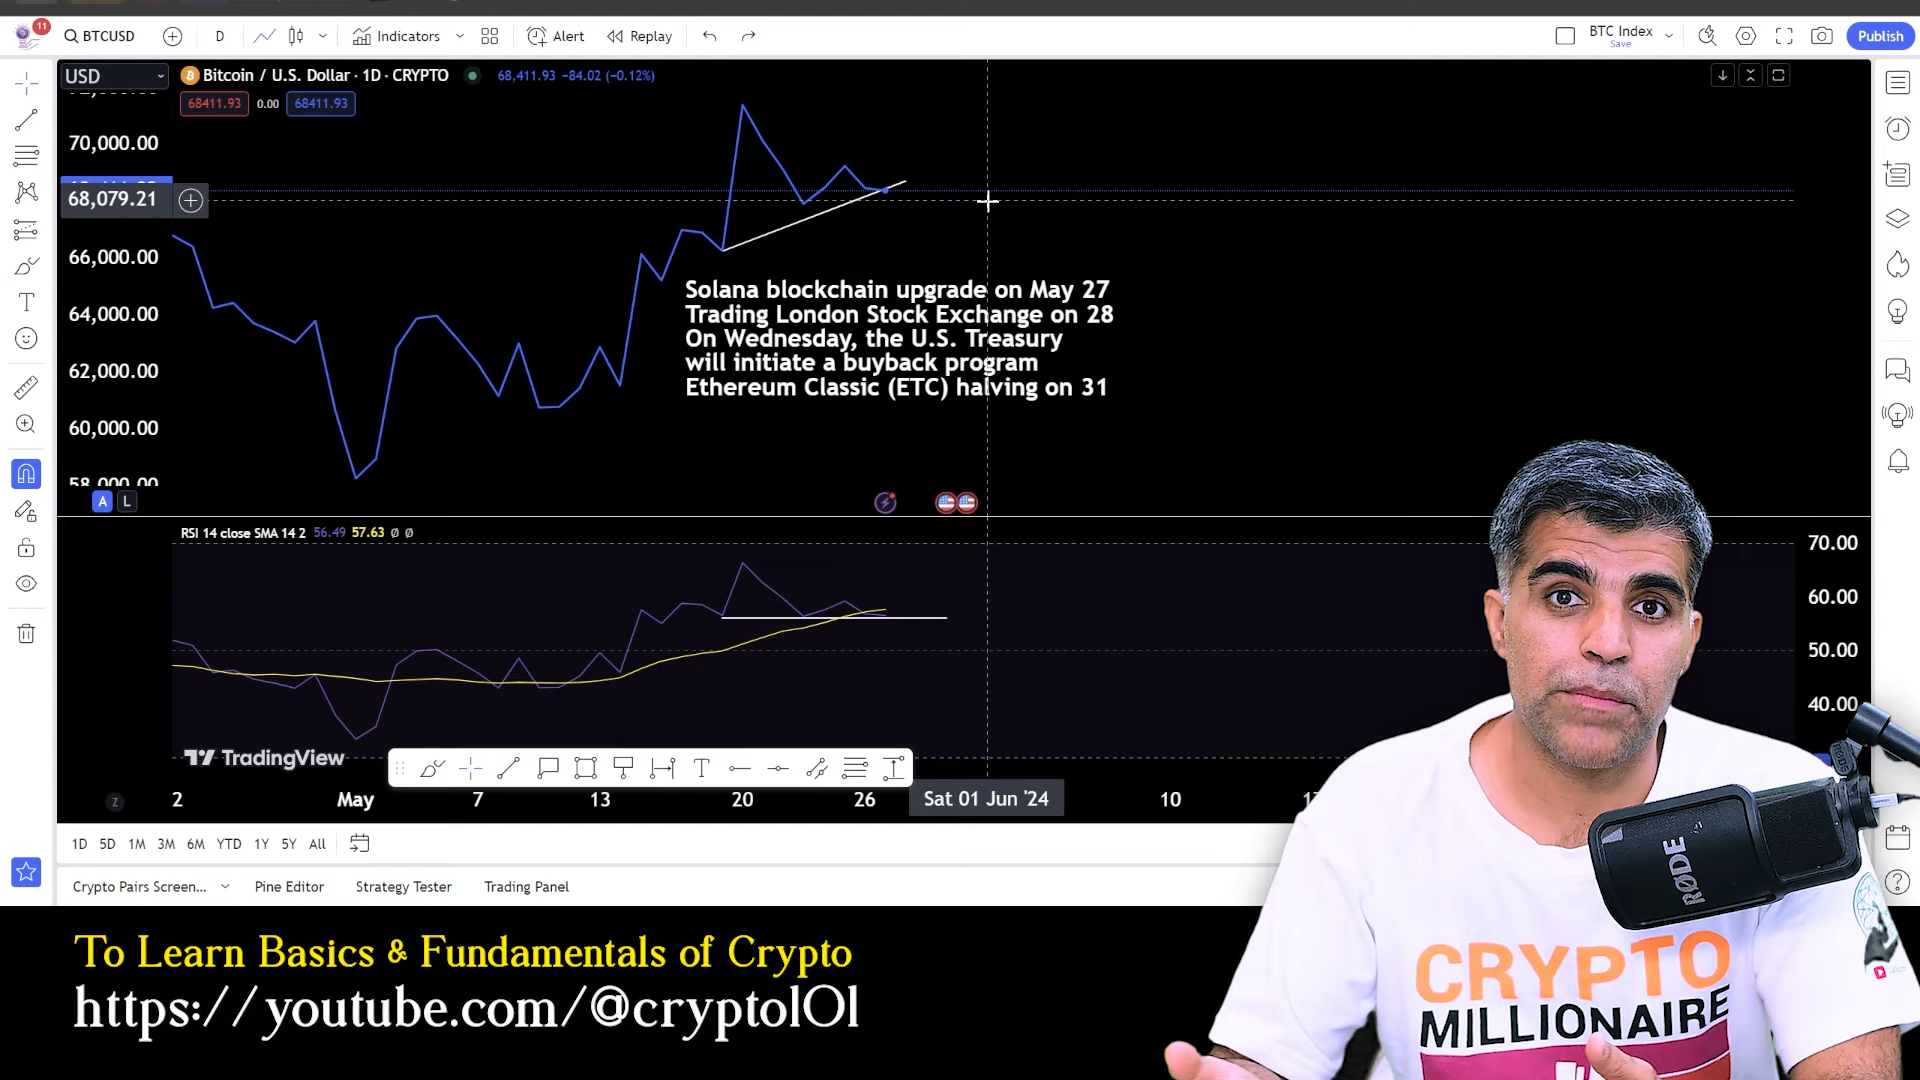 11
BTCUSD
D
Indicators
Alert
Replay
BTC Index
Save
Publish
USD
Bitcoin / U.S. Dollar · 1D · CRYPTO
68,411.93 −84.02 (−0.12%)
68411.93
0.00
68411.93
70,000.00
68,079.21
66,000.00
64,000.00
62,000.00
60,000.00
58,000.00
Solana blockchain upgrade on May 27
Trading London Stock Exchange on 28
On Wednesday, the U.S. Treasury
will initiate a buyback program
Ethereum Classic (ETC) halving on 31
A
L
RSI 14 close SMA 14 2 56.49 57.63 Ø Ø
70.00
60.00
50.00
40.00
TradingView
T
Z
2
May
7
13
20
26
Sat 01 Jun '24
10
1D
5D
1M
3M
6M
YTD
1Y
5Y
All
Crypto Pairs Screen...
Pine Editor
Strategy Tester
Trading Panel
RØDE
CRYPTO
MILLIONAIRE
To Learn Basics & Fundamentals of Crypto
https://youtube.com/@crypto1O1